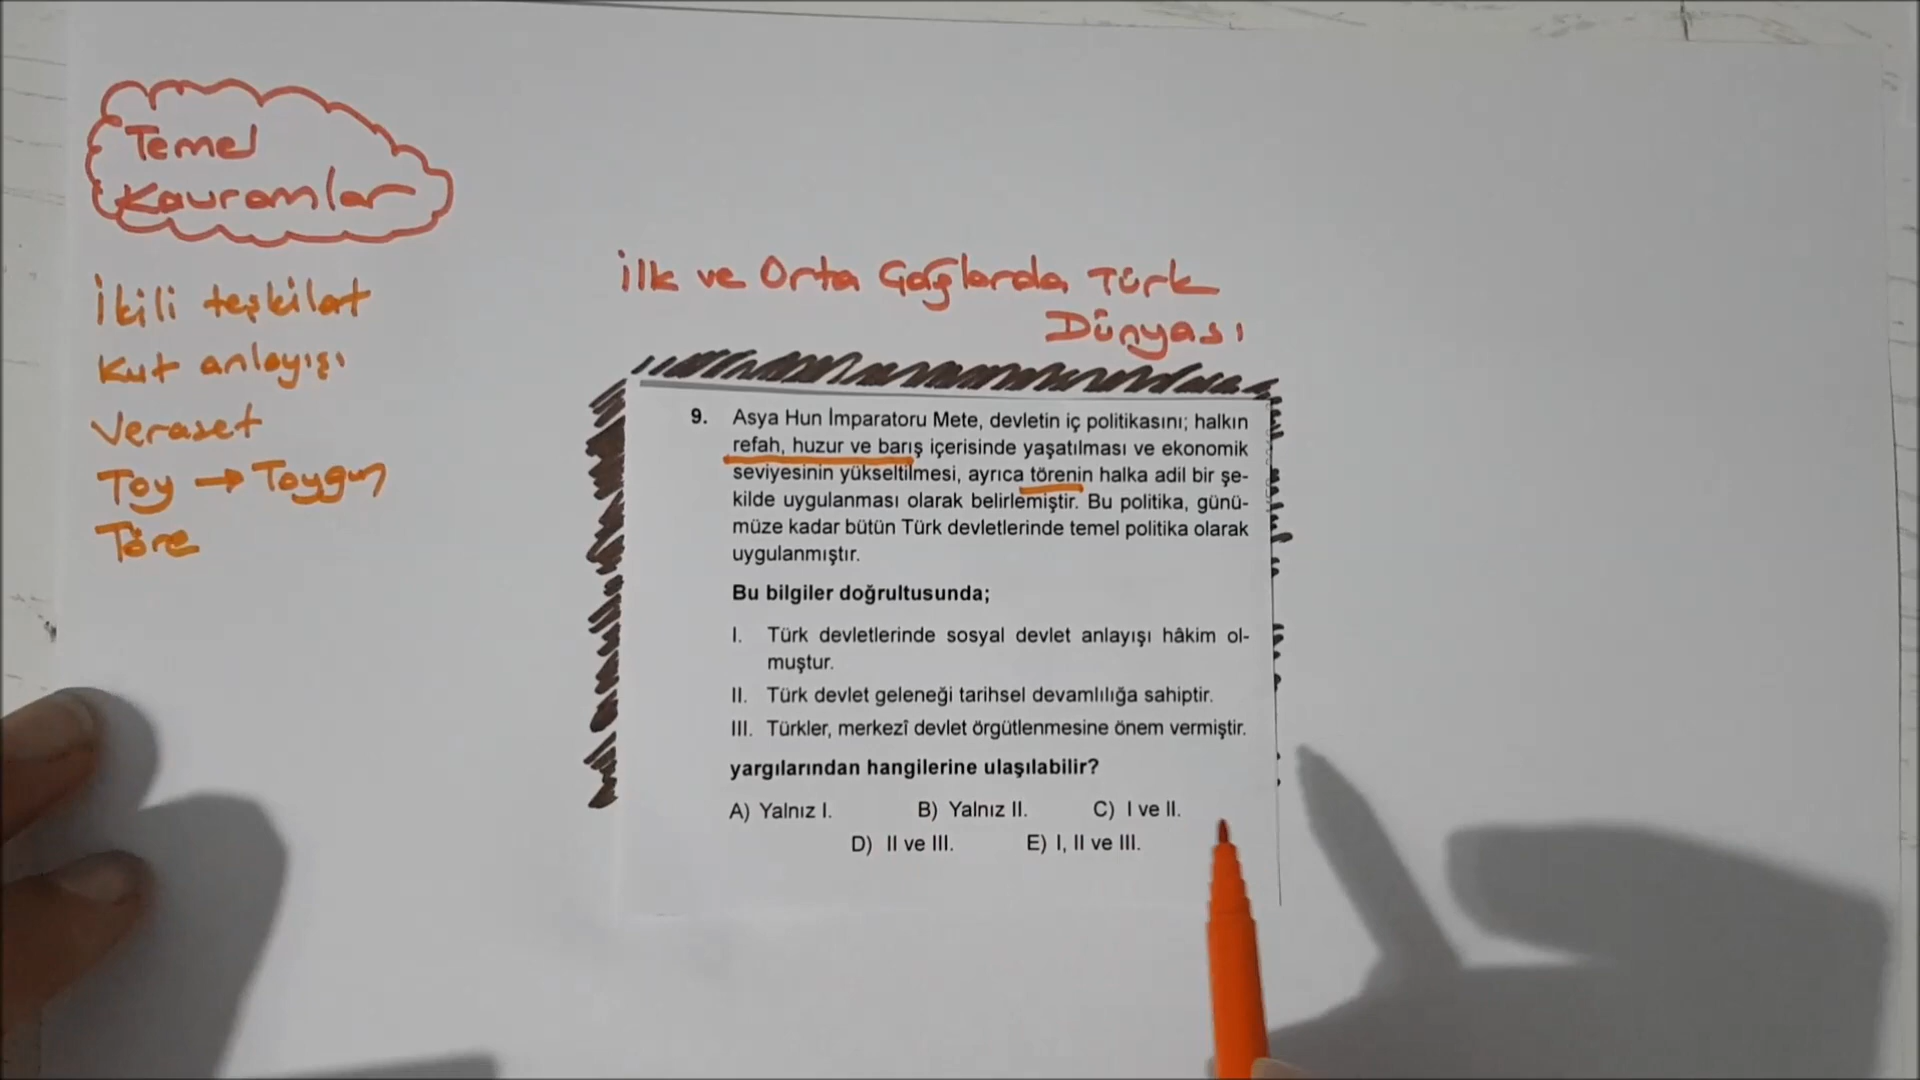 Temel
Kavramlar
İkili teşkilat
Kut anlayışı
Veraset
Toy → Toygun
Töre
İlk ve Orta Çağlarda Türk
Dünyası
9. Asya Hun İmparatoru Mete, devletin iç politikasını; halkın
refah, huzur ve barış içerisinde yaşatılması ve ekonomik
seviyesinin yükseltilmesi, ayrıca törenin halka adil bir şe-
kilde uygulanması olarak belirlemiştir. Bu politika, günü-
müze kadar bütün Türk devletlerinde temel politika olarak
uygulanmıştır.
Bu bilgiler doğrultusunda;
I. Türk devletlerinde sosyal devlet anlayışı hâkim ol-
muştur.
II. Türk devlet geleneği tarihsel devamlılığa sahiptir.
III. Türkler, merkezî devlet örgütlenmesine önem vermiştir.
yargılarından hangilerine ulaşılabilir?
A) Yalnız I. B) Yalnız II. C) I ve II.
D) II ve III. E) I, II ve III.